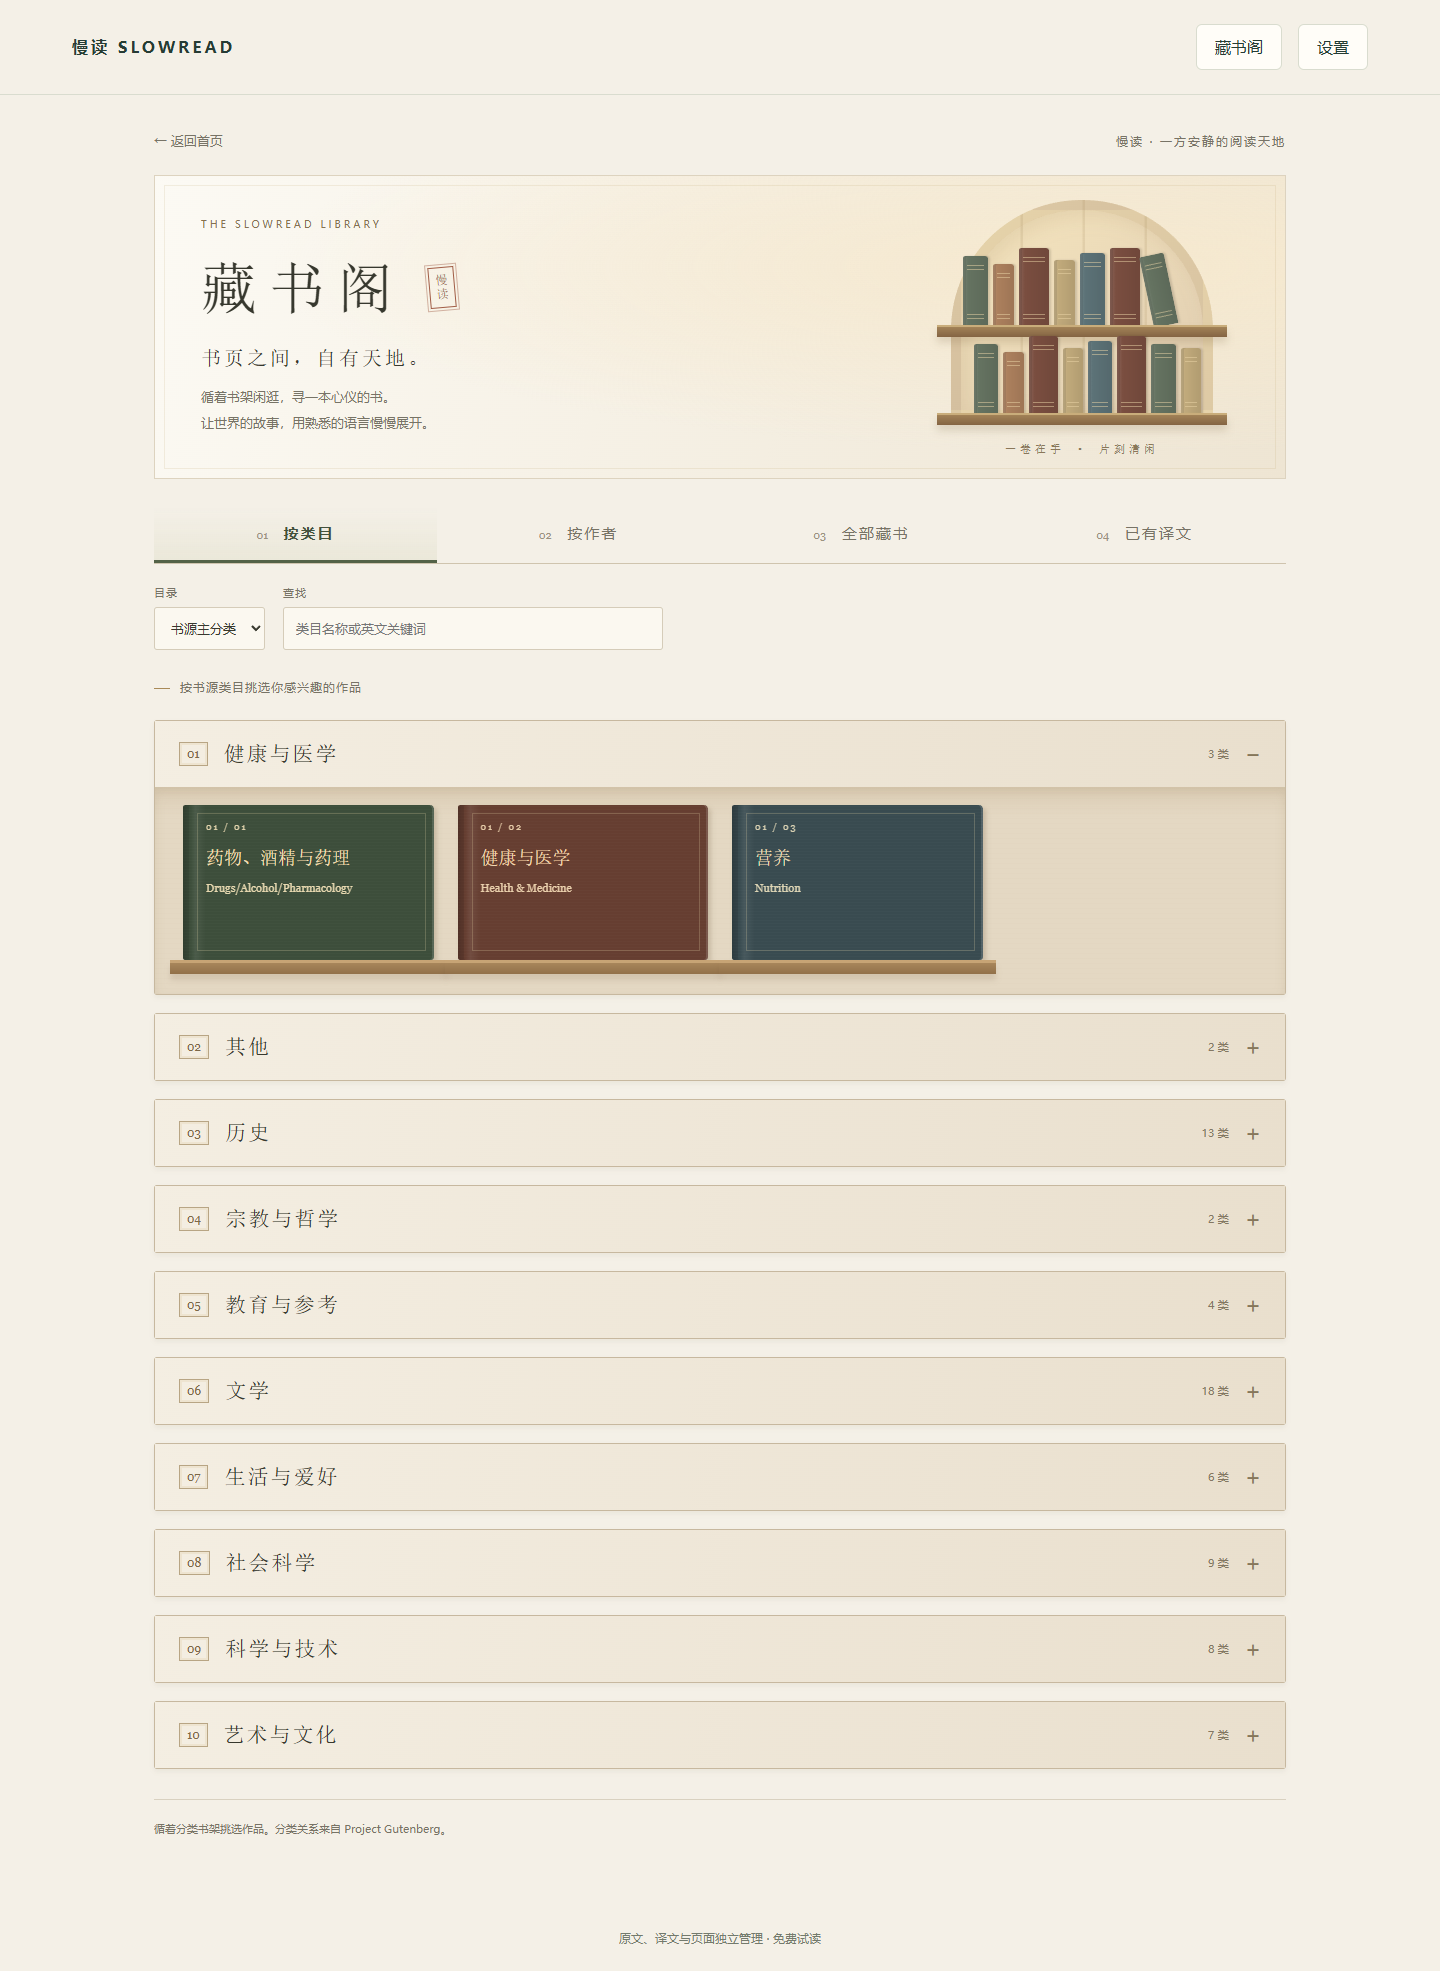 慢读 SLOWREAD
藏书阁
设置
← 返回首页
慢读 · 一方安静的阅读天地
THE SLOWREAD LIBRARY
藏书阁
慢读
书页之间，自有天地。
循着书架闲逛，寻一本心仪的书。
让世界的故事，用熟悉的语言慢慢展开。
一卷在手 · 片刻清闲
01 按类目
02 按作者
03 全部藏书
04 已有译文
目录
查找
书源主分类
类目名称或英文关键词
按书源类目挑选你感兴趣的作品
01 健康与医学
3 类 −
01 / 01
药物、酒精与药理
Drugs/Alcohol/Pharmacology
01 / 02
健康与医学
Health & Medicine
01 / 03
营养
Nutrition
02 其他
2 类 +
03 历史
13 类 +
04 宗教与哲学
2 类 +
05 教育与参考
4 类 +
06 文学
18 类 +
07 生活与爱好
6 类 +
08 社会科学
9 类 +
09 科学与技术
8 类 +
10 艺术与文化
7 类 +
循着分类书架挑选作品。分类关系来自 Project Gutenberg。
原文、译文与页面独立管理 · 免费试读